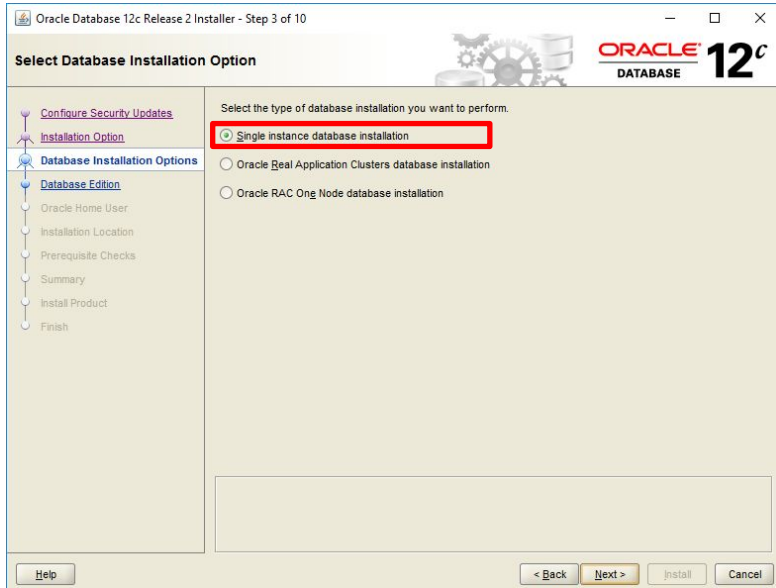 Oracle Database 12c Release 2 Installer - Step 3 of 10
Select Database Installation Option
ORACLE
DATABASE
12c
Configure Security Updates
Installation Option
Database Installation Options
Database Edition
Oracle Home User
Installation Location
Prerequisite Checks
Summary
Install Product
Finish
Select the type of database installation you want to perform.
Single instance database installation
Oracle Real Application Clusters database installation
Oracle RAC One Node database installation
Help
< Back
Next >
Install
Cancel